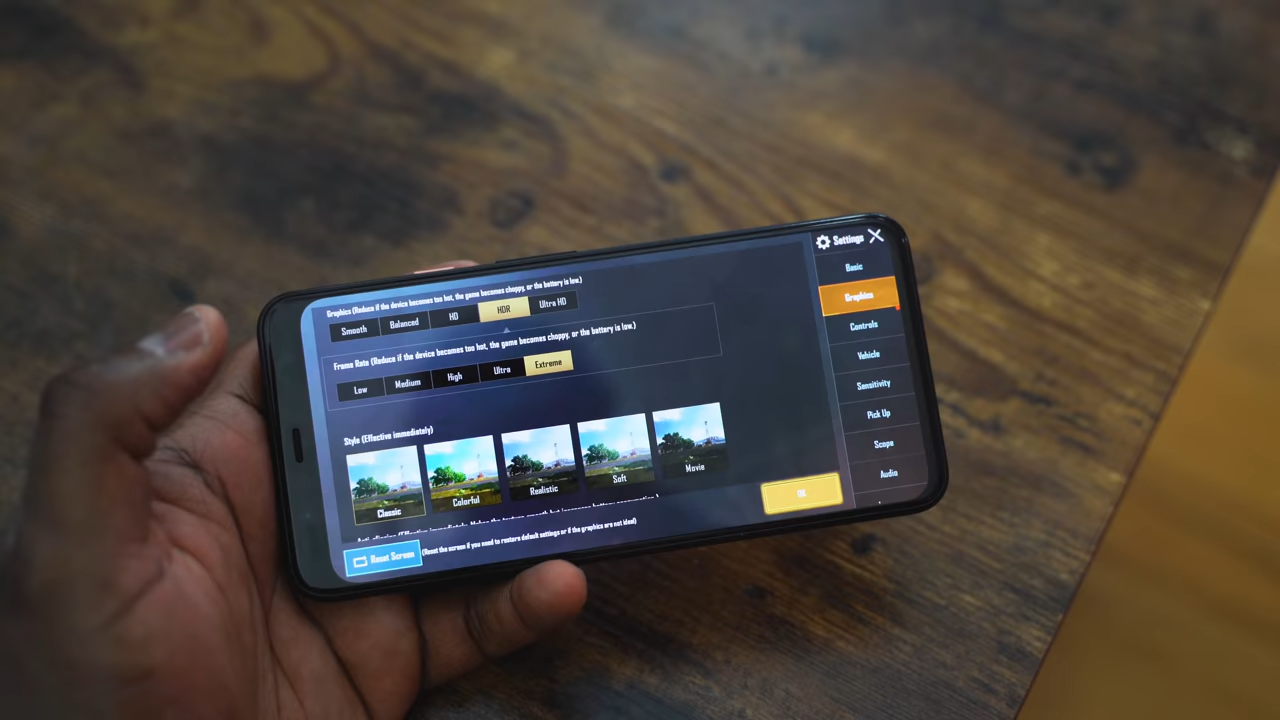 Graphics (Reduce if the device becomes too hot, the game becomes choppy, or the battery is low.)
Smooth Balanced HD HDR Ultra HD
Frame Rate (Reduce if the device becomes too hot, the game becomes choppy, or the battery is low.)
Low Medium High Ultra Extreme
Style (Effective immediately)
Classic Colorful Realistic Soft Movie
Reset Screen (Reset the screen if you need to restore default settings or if the graphics are not ideal)
OK
Settings
Basic
Graphics
Controls
Vehicle
Sensitivity
Pick Up
Scope
Audio